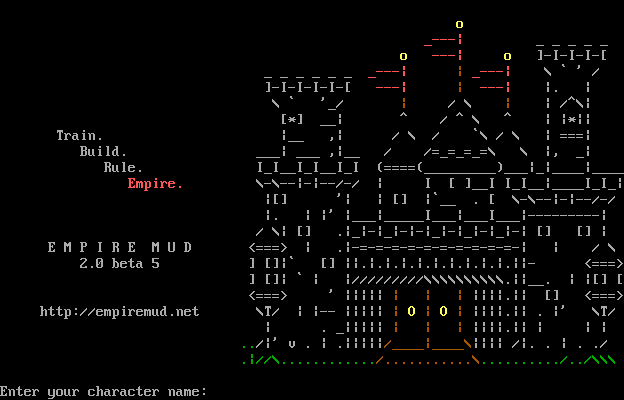 Train.
Build.
Rule.
Empire.
E M P I R E  M U D
2.0 beta 5
http://empiremud.net
Enter your character name: